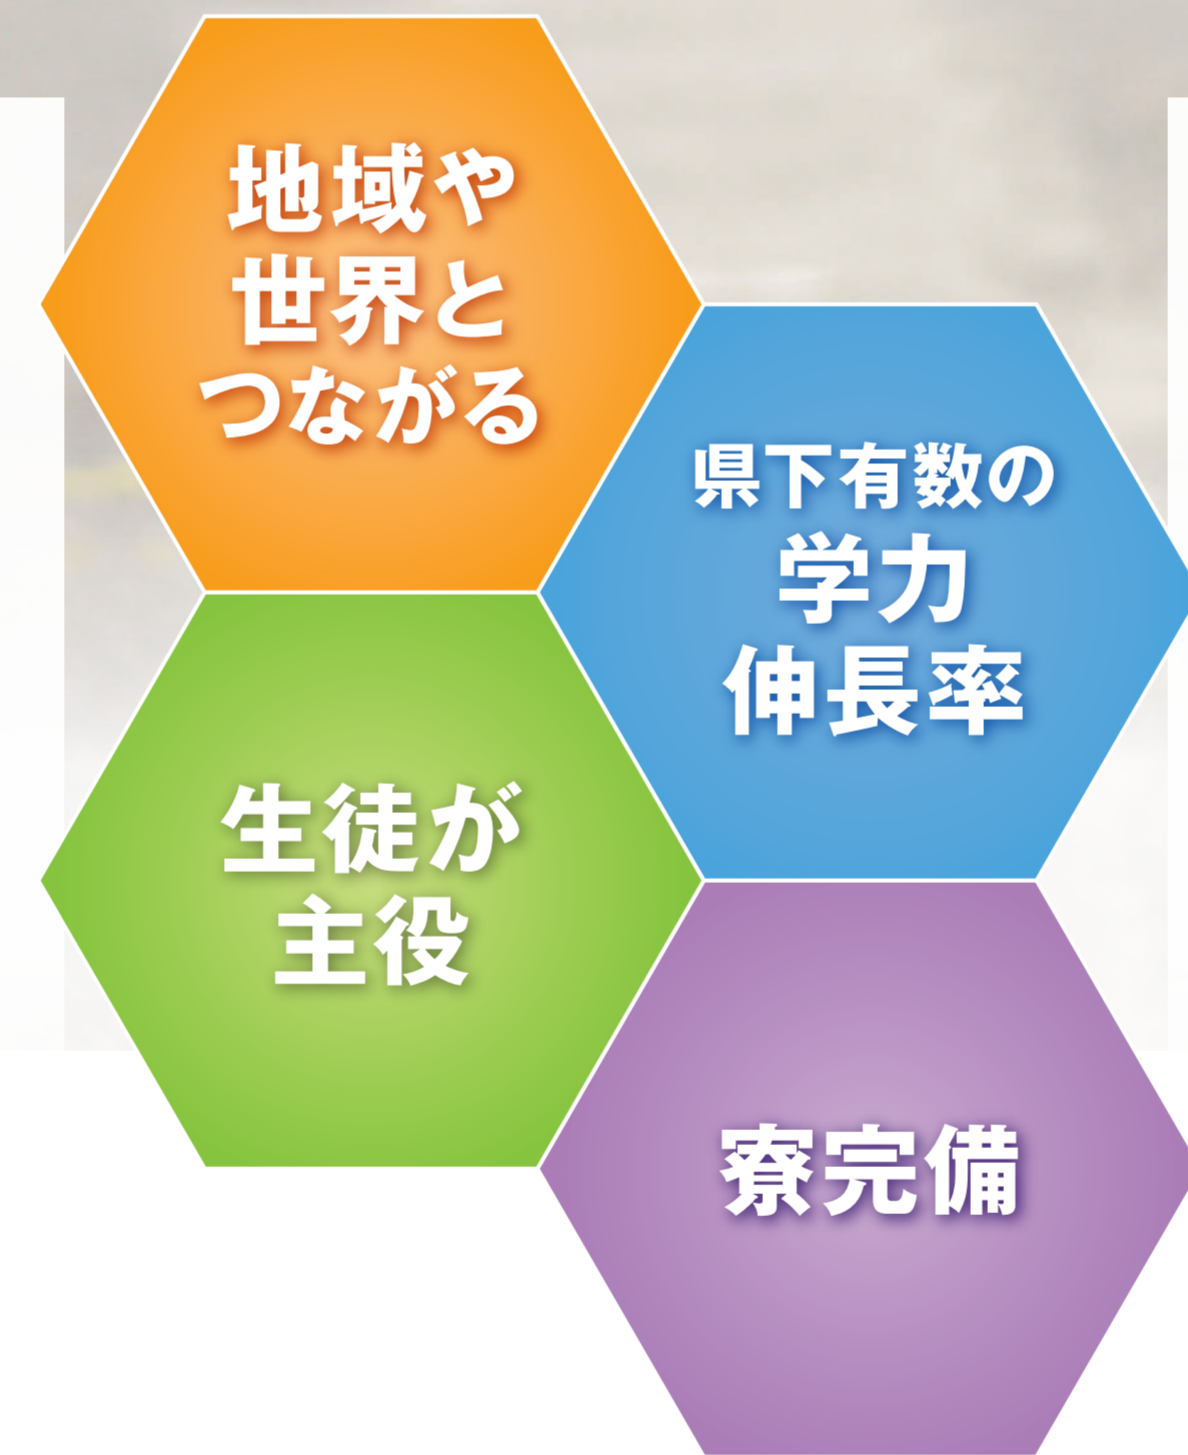 地域や
世界と
つながる
県下有数の
学力
伸長率
生徒が
主役
寮完備